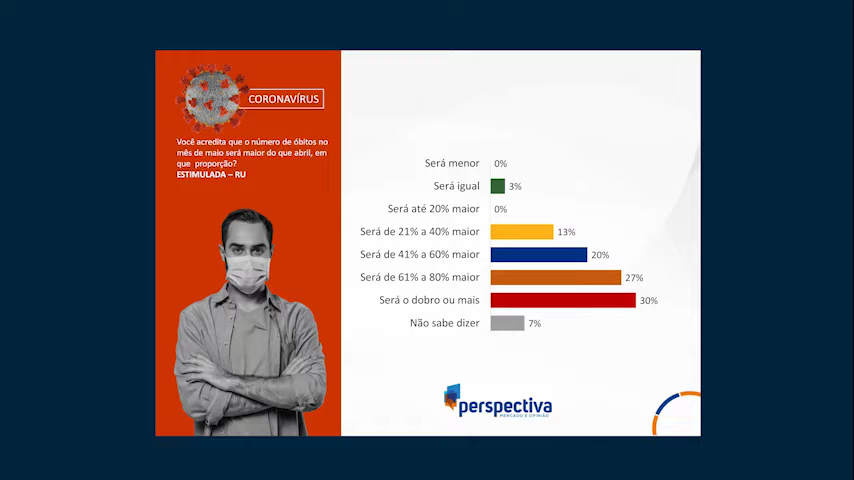 CORONAVÍRUS
Você acredita que o número de óbitos no
mês de maio será maior do que abril, em
que proporção?
ESTIMULADA – RU
Será menor 0%
Será igual 3%
Será até 20% maior 0%
Será de 21% a 40% maior 13%
Será de 41% a 60% maior 20%
Será de 61% a 80% maior 27%
Será o dobro ou mais 30%
Não sabe dizer 7%
perspectiva
MERCADO E OPINIÃO